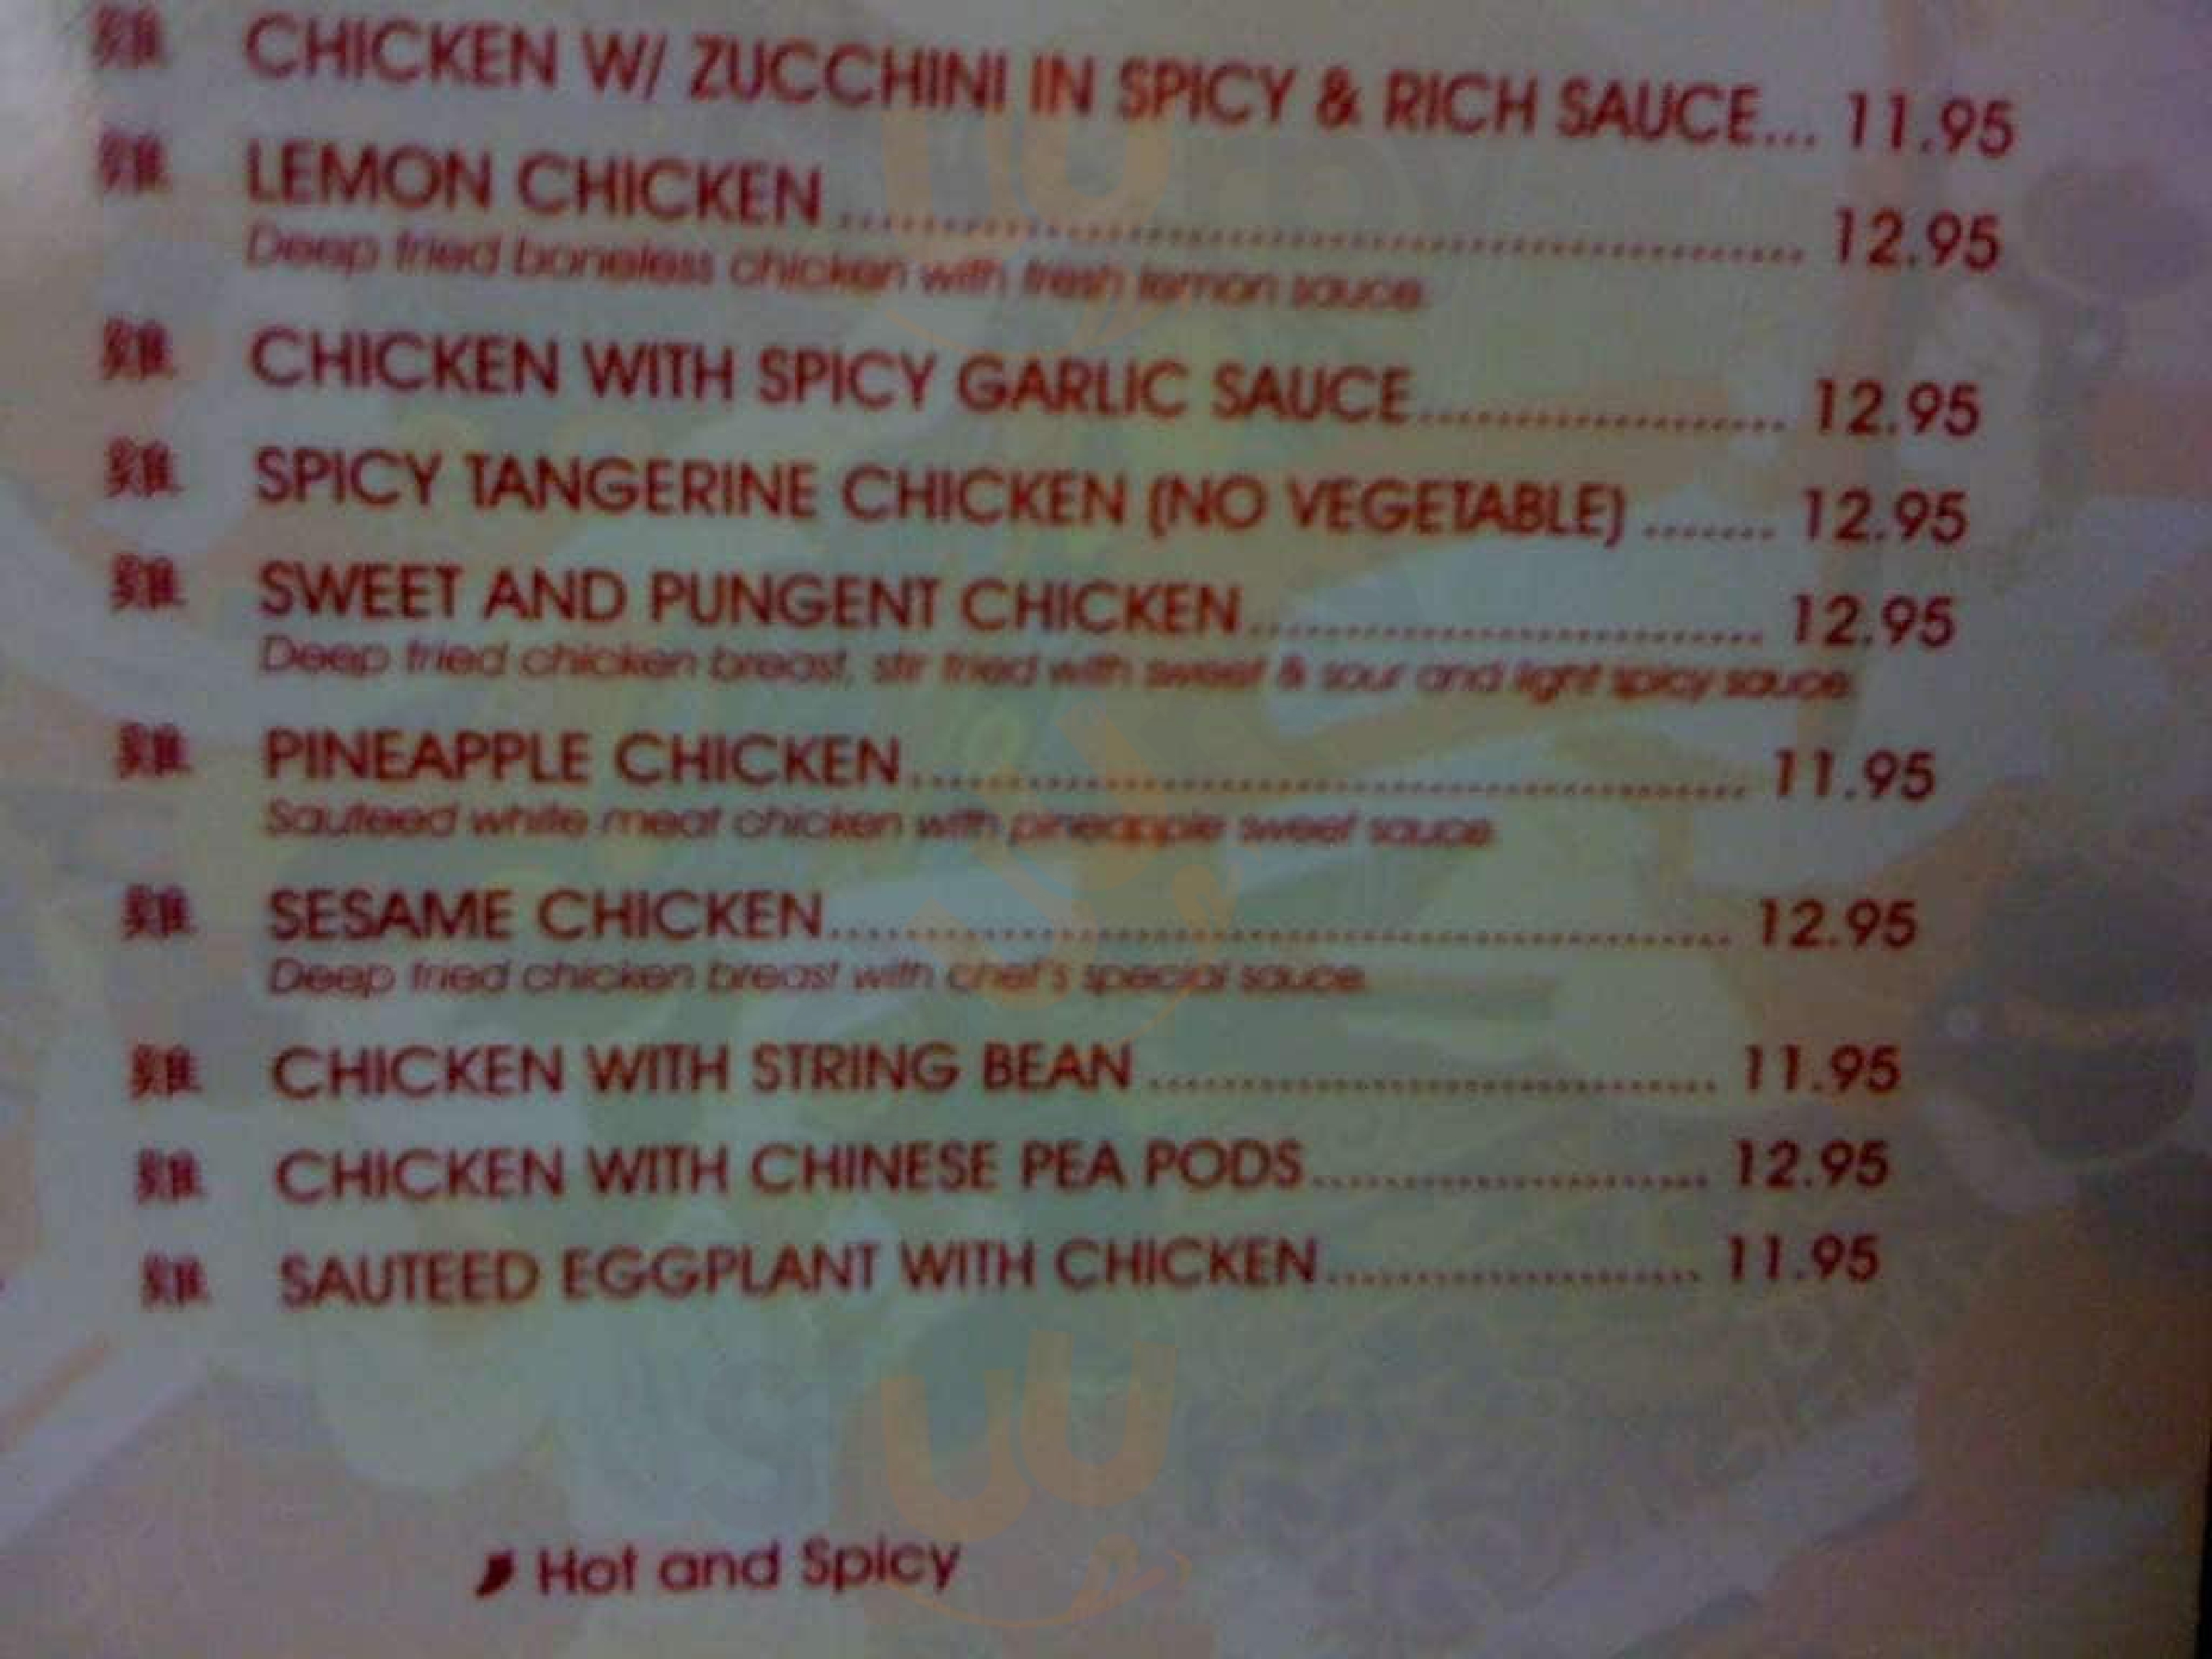 雞 CHICKEN W/ ZUCCHINI IN SPICY & RICH SAUCE... 11.95
雞 LEMON CHICKEN ........................................ 12.95
Deep fried boneless chicken with fresh lemon sauce.
雞 CHICKEN WITH SPICY GARLIC SAUCE.................. 12.95
雞 SPICY TANGERINE CHICKEN (NO VEGETABLE) ....... 12.95
雞 SWEET AND PUNGENT CHICKEN.......................... 12.95
Deep fried chicken breast, stir fried with sweet & sour and light spicy sauce.
雞 PINEAPPLE CHICKEN........................................ 11.95
Sauteed white meat chicken with pineapple sweet sauce.
雞 SESAME CHICKEN............................................ 12.95
Deep fried chicken breast with chef's special sauce.
雞 CHICKEN WITH STRING BEAN ............................ 11.95
雞 CHICKEN WITH CHINESE PEA PODS.................... 12.95
雞 SAUTEED EGGPLANT WITH CHICKEN.................... 11.95
Hot and Spicy